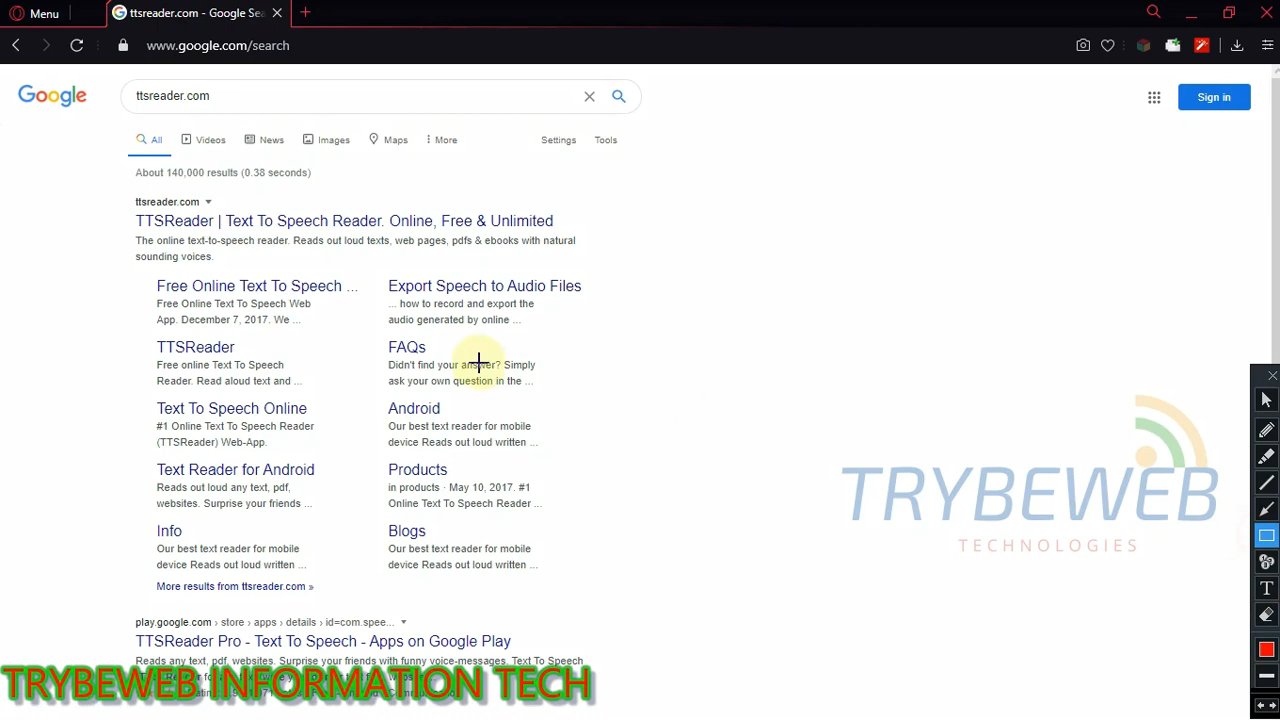 Menu
ttsreader.com - Google Sea
www.google.com/search
Google
ttsreader.com
Sign in
All
Videos
News
Images
Maps
More
Settings
Tools
About 140,000 results (0.38 seconds)
ttsreader.com
TTSReader | Text To Speech Reader. Online, Free & Unlimited
The online text-to-speech reader. Reads out loud texts, web pages, pdfs & ebooks with natural
sounding voices.
Free Online Text To Speech ...
Free Online Text To Speech Web
App. December 7, 2017. We ...
Export Speech to Audio Files
... how to record and export the
audio generated by online ...
TTSReader
Free online Text To Speech
Reader. Read aloud text and ...
FAQs
Didn't find your answer? Simply
ask your own question in the ...
Text To Speech Online
#1 Online Text To Speech Reader
(TTSReader) Web-App.
Android
Our best text reader for mobile
device Reads out loud written ...
Text Reader for Android
Reads out loud any text, pdf,
websites. Surprise your friends ...
Products
in products · May 10, 2017. #1
Online Text To Speech Reader ...
Info
Our best text reader for mobile
device Reads out loud written ...
Blogs
Our best text reader for mobile
device Reads out loud written ...
More results from ttsreader.com »
TRYBEWEB
TECHNOLOGIES
play.google.com › store › apps › details › id=com.spee...
TTSReader Pro - Text To Speech - Apps on Google Play
Reads any text, pdf, websites. Surprise your friends with funny voice-messages. Text To Speech
TRYBEWEB INFORMATION TECH